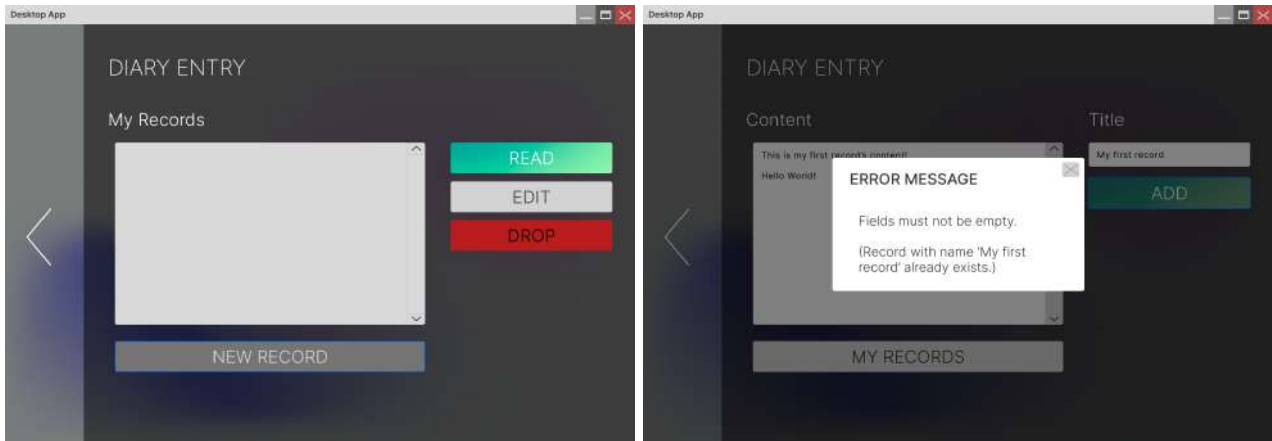 Desktop App
DIARY ENTRY
My Records
READ
EDIT
DROP
NEW RECORD
Desktop App
DIARY ENTRY
Content
Title
This is my first record's content!
Hello World!
My first record
ADD
ERROR MESSAGE
Fields must not be empty.
(Record with name 'My first
record' already exists.)
MY RECORDS